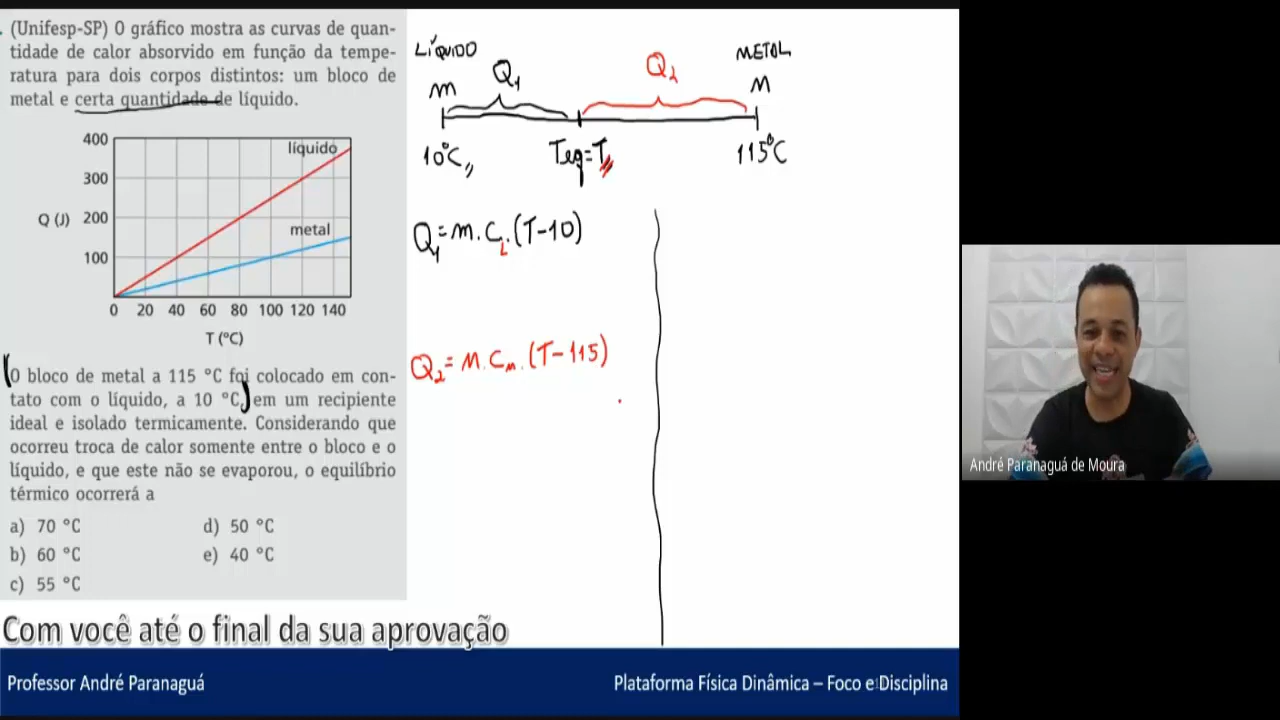 (Unifesp-SP) O gráfico mostra as curvas de quan-
tidade de calor absorvido em função da tempe-
ratura para dois corpos distintos: um bloco de
metal e certa quantidade de líquido.
400
300
Q (J) 200
100
líquido
metal
0 20 40 60 80 100 120 140
T (°C)
O bloco de metal a 115 °C foi colocado em con-
tato com o líquido, a 10 °C, em um recipiente
ideal e isolado termicamente. Considerando que
ocorreu troca de calor somente entre o bloco e o
líquido, e que este não se evaporou, o equilíbrio
térmico ocorrerá a
a) 70 °C d) 50 °C
b) 60 °C e) 40 °C
c) 55 °C
LÍQUIDO METAL
m Q1 Q2 M
10°C, Teq=T 115°C
Q1=m.CL.(T-10)
Q2=M.Cm.(T-115)
André Paranaguá de Moura
Com você até o final da sua aprovação
Professor André Paranaguá Plataforma Física Dinâmica – Foco e Disciplina